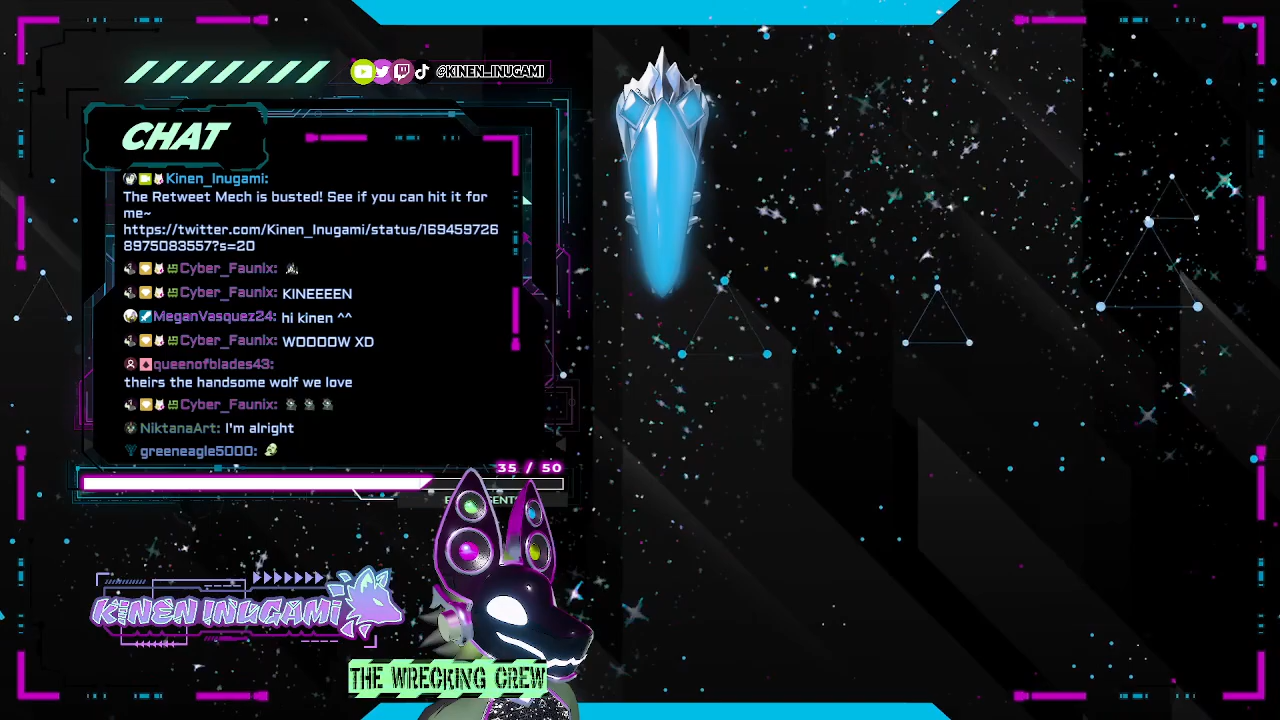 @KINEN_INUGAMI
CHAT
Kinen_Inugami:
The Retweet Mech is busted! See if you can hit it for
me~
https://twitter.com/Kinen_Inugami/status/169459726
8975083557?s=20
Cyber_Faunix:
Cyber_Faunix: KINEEEEN
MeganVasquez24: hi kinen ^^
Cyber_Faunix: WOOOOW XD
queenofblades43:
theirs the handsome wolf we love
Cyber_Faunix:
NiktanaArt: I'm alright
greeneagle5000:
35 / 50
KINEN INUGAMI
THE WRECKING CREW